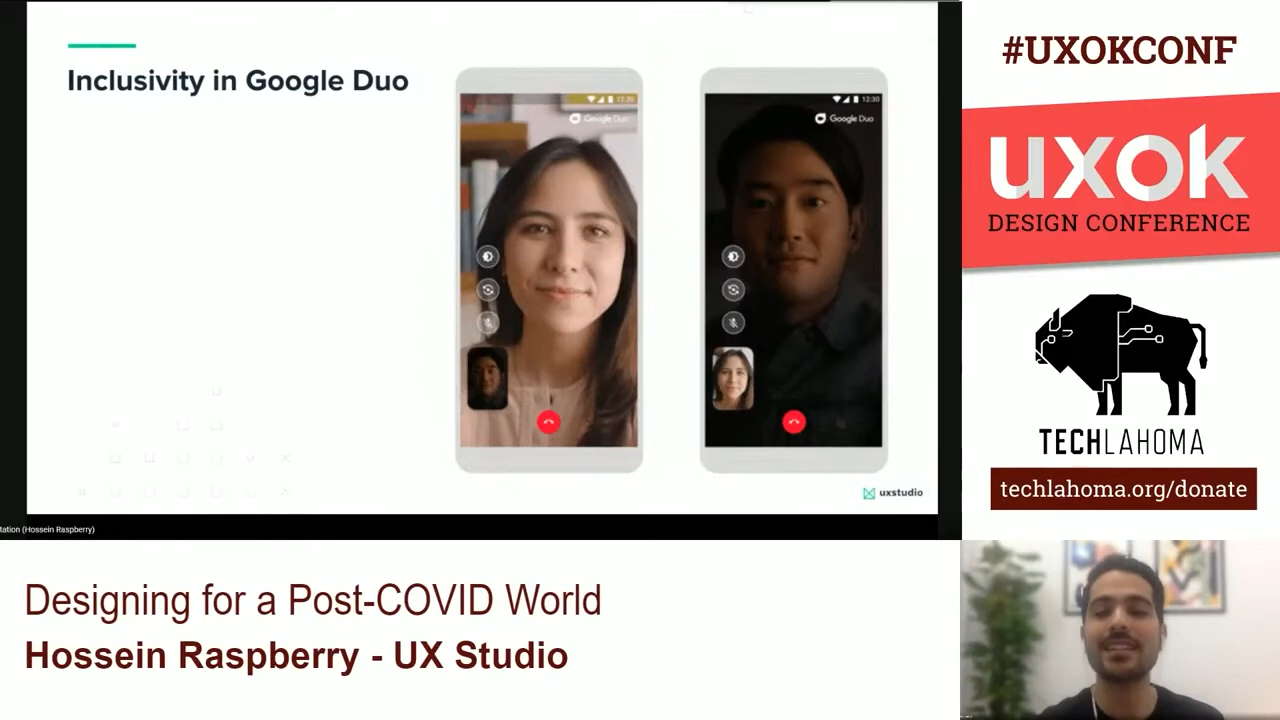 Inclusivity in Google Duo
12:30
Google Duo
12:30
Google Duo
uxstudio
tation (Hossein Raspberry)
#UXOKCONF
uxok
DESIGN CONFERENCE
TECHLAHOMA
techlahoma.org/donate
Designing for a Post-COVID World
Hossein Raspberry - UX Studio